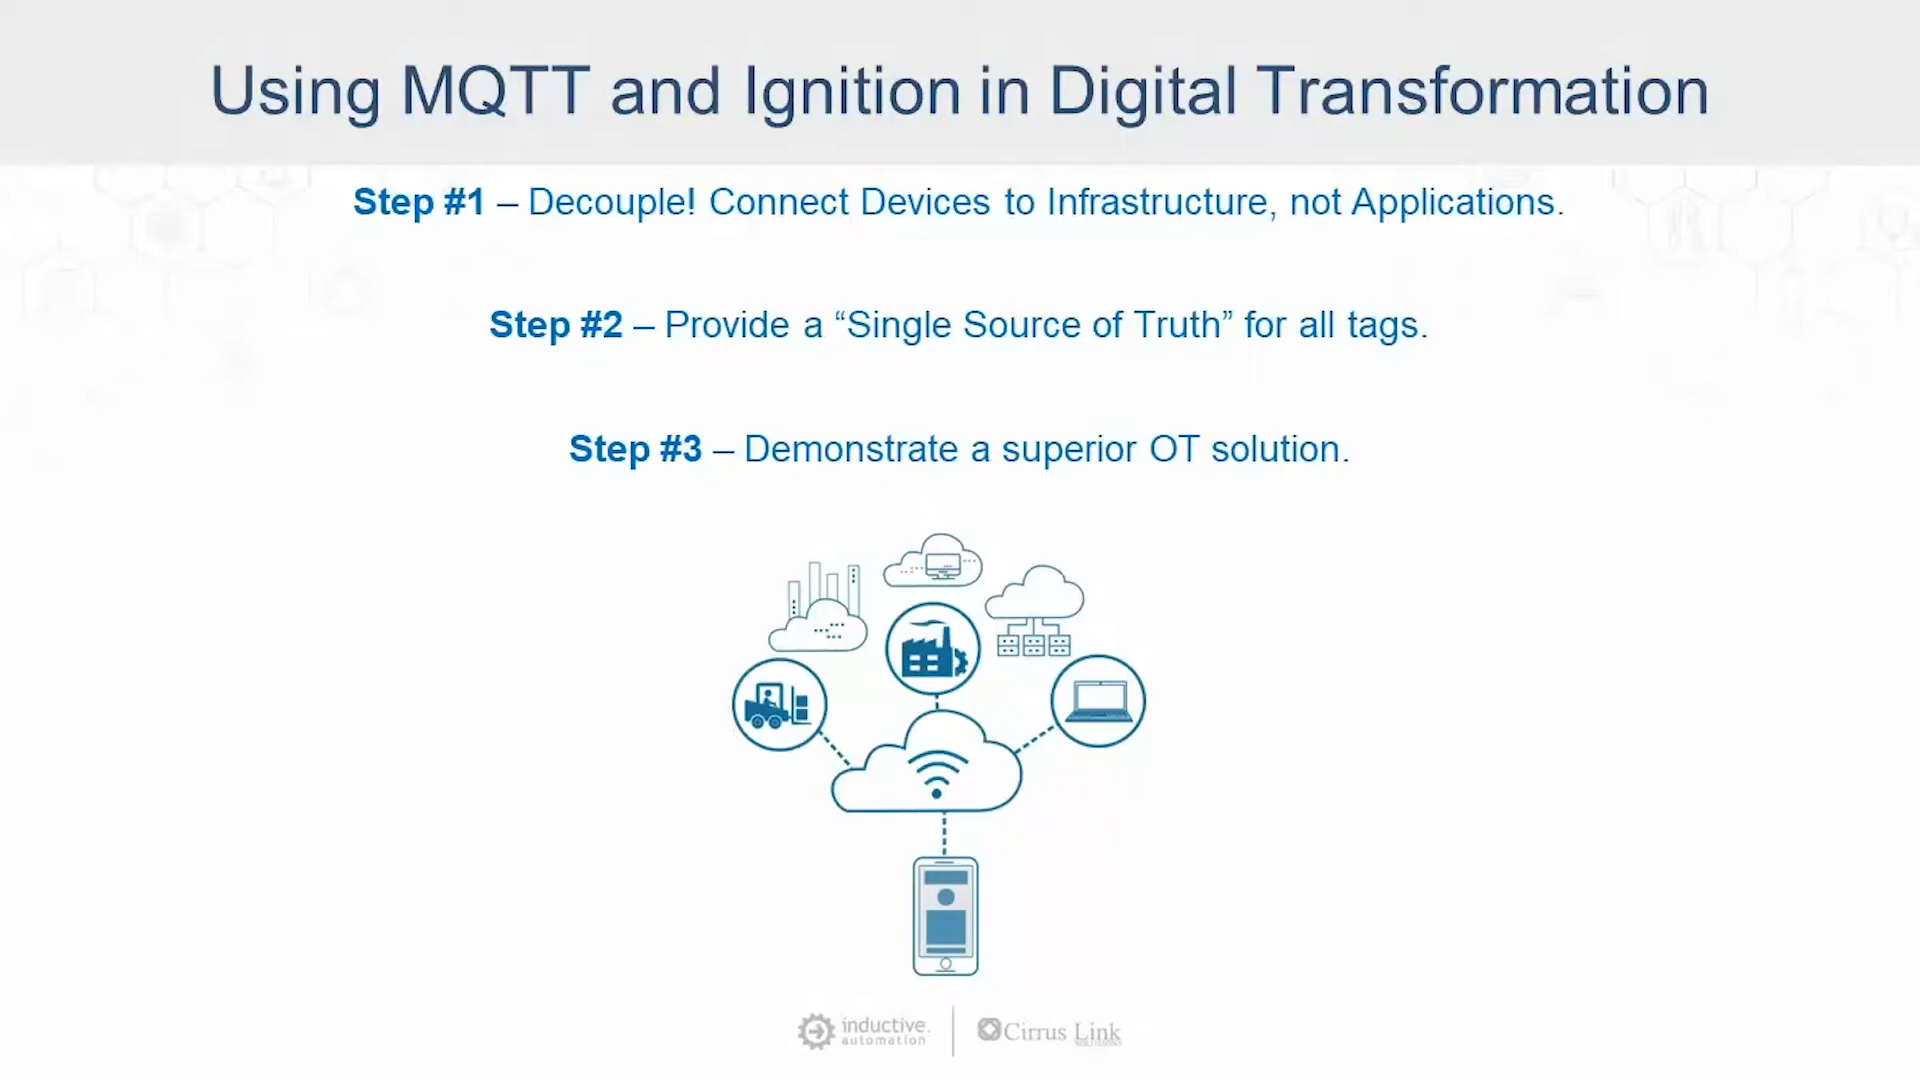 Using MQTT and Ignition in Digital Transformation
Step #1 – Decouple! Connect Devices to Infrastructure, not Applications.
Step #2 – Provide a “Single Source of Truth” for all tags.
Step #3 – Demonstrate a superior OT solution.
inductive.
automation
Cirrus Link
SOLUTIONS